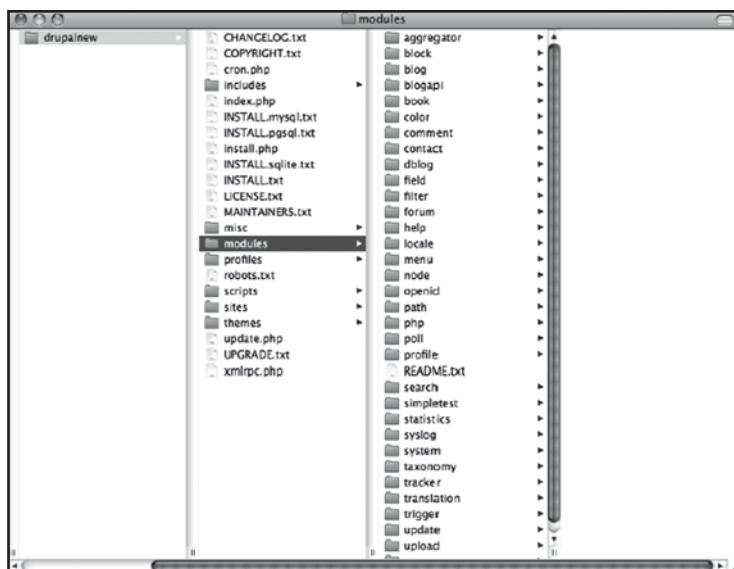 modules
drupalnew
CHANGELOG.txt
COPYRIGHT.txt
cron.php
includes
index.php
INSTALL.mysql.txt
INSTALL.pgsql.txt
install.php
INSTALL.sqlite.txt
INSTALL.txt
LICENSE.txt
MAINTAINERS.txt
misc
modules
profiles
robots.txt
scripts
sites
themes
update.php
UPGRADE.txt
xmlrpc.php
aggregator
block
blog
blogapi
book
color
comment
contact
dblog
field
filter
forum
help
locale
menu
node
openid
path
php
poll
profile
README.txt
search
simpletest
statistics
syslog
system
taxonomy
tracker
translation
trigger
update
upload